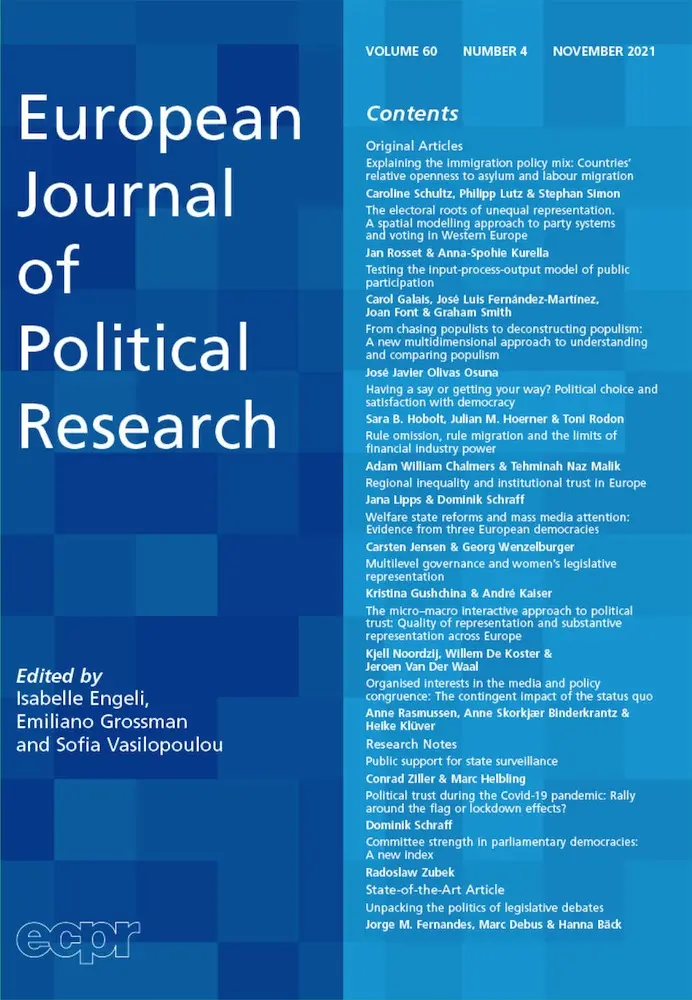 European
Journal
of
Political
Research
Edited by
Isabelle Engeli,
Emiliano Grossman
and Sofia Vasilopoulou
ecpr
VOLUME 60 NUMBER 4 NOVEMBER 2021
Contents
Original Articles
Explaining the immigration policy mix: Countries'
relative openness to asylum and labour migration
Caroline Schultz, Philipp Lutz & Stephan Simon
The electoral roots of unequal representation.
A spatial modelling approach to party systems
and voting in Western Europe
Jan Rosset & Anna-Spohie Kurella
Testing the input-process-output model of public
participation
Carol Galais, José Luis Fernández-Martínez,
Joan Font & Graham Smith
From chasing populists to deconstructing populism:
A new multidimensional approach to understanding
and comparing populism
José Javier Olivas Osuna
Having a say or getting your way? Political choice and
satisfaction with democracy
Sara B. Hobolt, Julian M. Hoerner & Toni Rodon
Rule omission, rule migration and the limits of
financial industry power
Adam William Chalmers & Tehminah Naz Malik
Regional inequality and institutional trust in Europe
Jana Lipps & Dominik Schraff
Welfare state reforms and mass media attention:
Evidence from three European democracies
Carsten Jensen & Georg Wenzelburger
Multilevel governance and women's legislative
representation
Kristina Gushchina & André Kaiser
The micro–macro interactive approach to political
trust: Quality of representation and substantive
representation across Europe
Kjell Noordzij, Willem De Koster &
Jeroen Van Der Waal
Organised interests in the media and policy
congruence: The contingent impact of the status quo
Anne Rasmussen, Anne Skorkjær Binderkrantz &
Heike Klüver
Research Notes
Public support for state surveillance
Conrad Ziller & Marc Helbling
Political trust during the Covid-19 pandemic: Rally
around the flag or lockdown effects?
Dominik Schraff
Committee strength in parliamentary democracies:
A new index
Radoslaw Zubek
State-of-the-Art Article
Unpacking the politics of legislative debates
Jorge M. Fernandes, Marc Debus & Hanna Bäck